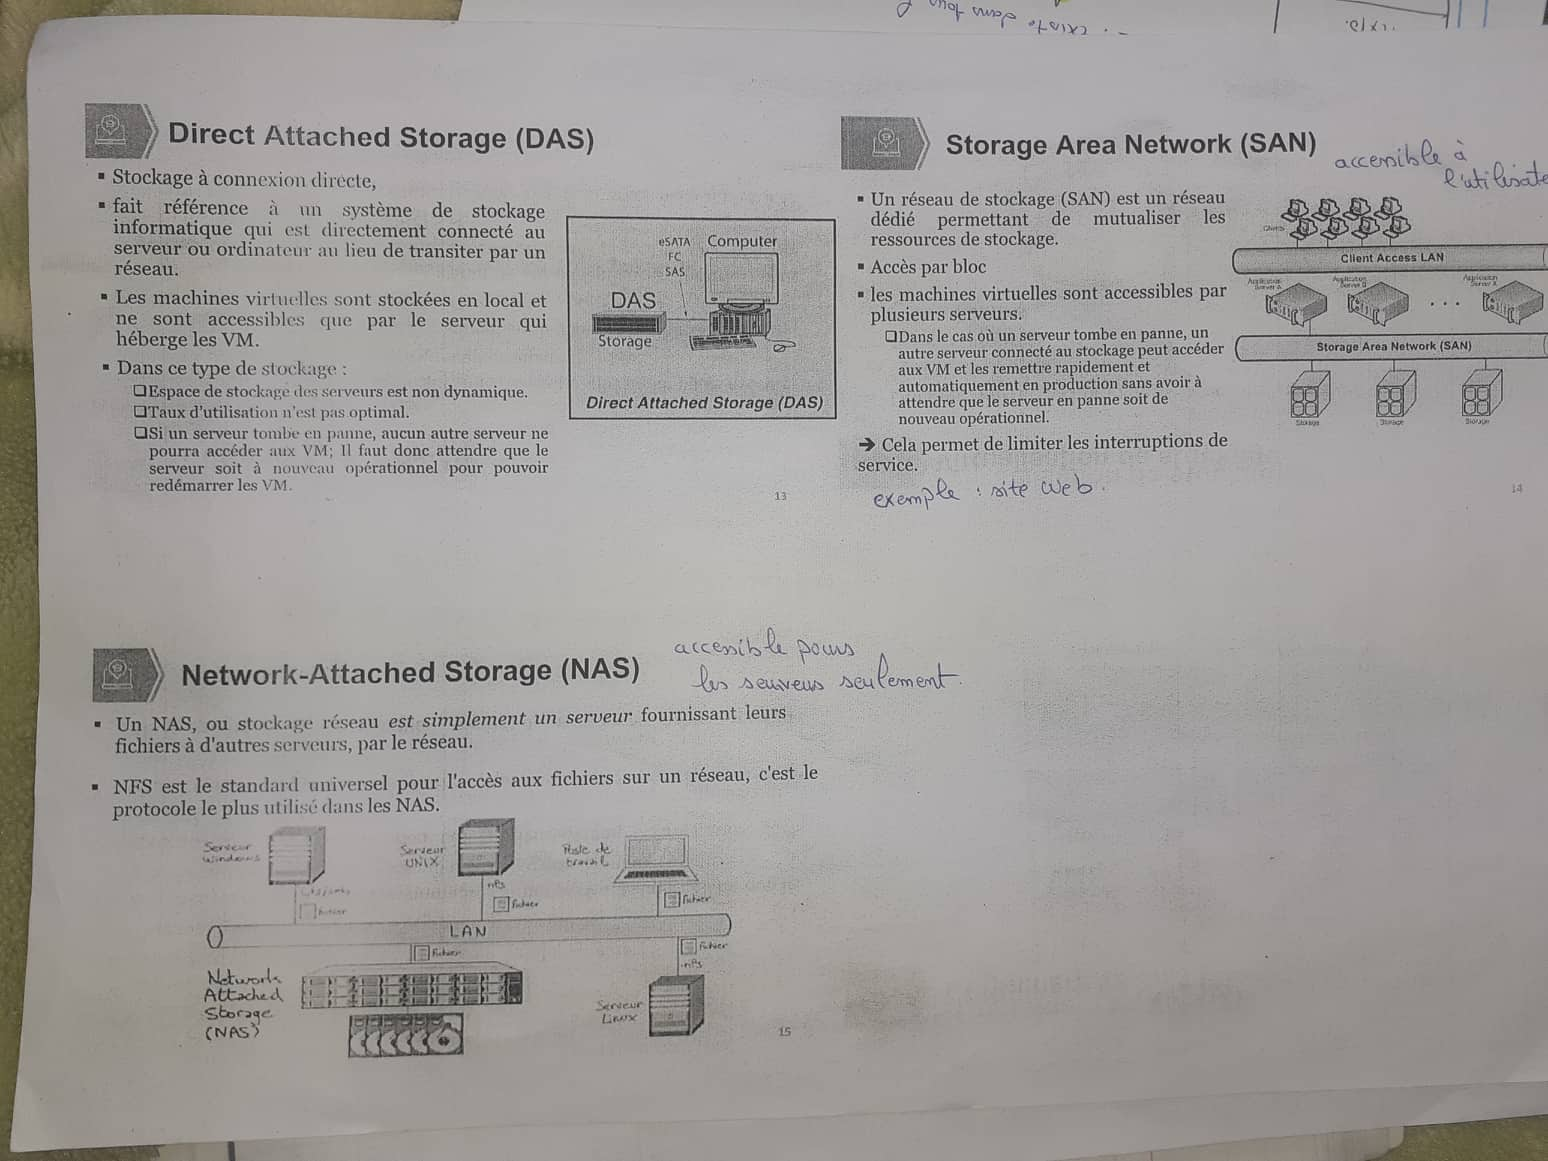 existe dans tous
Direct Attached Storage (DAS)
▪ Stockage à connexion directe,
▪ fait référence à un système de stockage
informatique qui est directement connecté au
serveur ou ordinateur au lieu de transiter par un
réseau.
▪ Les machines virtuelles sont stockées en local et
ne sont accessibles que par le serveur qui
héberge les VM.
▪ Dans ce type de stockage :
❑Espace de stockage des serveurs est non dynamique.
❑Taux d'utilisation n'est pas optimal.
❑Si un serveur tombe en panne, aucun autre serveur ne
pourra accéder aux VM; Il faut donc attendre que le
serveur soit à nouveau opérationnel pour pouvoir
redémarrer les VM.
eSATA
FC
SAS
Computer
DAS
Storage
Direct Attached Storage (DAS)
13
Storage Area Network (SAN)
accessible à
l'utilisate
▪ Un réseau de stockage (SAN) est un réseau
dédié permettant de mutualiser les
ressources de stockage.
▪ Accès par bloc
▪ les machines virtuelles sont accessibles par
plusieurs serveurs.
❑Dans le cas où un serveur tombe en panne, un
autre serveur connecté au stockage peut accéder
aux VM et les remettre rapidement et
automatiquement en production sans avoir à
attendre que le serveur en panne soit de
nouveau opérationnel.
➔ Cela permet de limiter les interruptions de
service.
exemple : site web.
Clients
Client Access LAN
Application
Server A
Application
Server B
Application
Server X
Storage Area Network (SAN)
Storage
Storage
Storage
14
Network-Attached Storage (NAS)
accessible pours
les serveurs seulement.
▪ Un NAS, ou stockage réseau est simplement un serveur fournissant leurs
fichiers à d'autres serveurs, par le réseau.
▪ NFS est le standard universel pour l'accès aux fichiers sur un réseau, c'est le
protocole le plus utilisé dans les NAS.
Serveur
Windows
Fichier
Serveur
UNIX
nfs
Fichier
Poste de
travail
Fichier
LAN
Fichier
Network
Attached
Storage
(NAS)
Fichier
nfs
Serveur
Linux
15